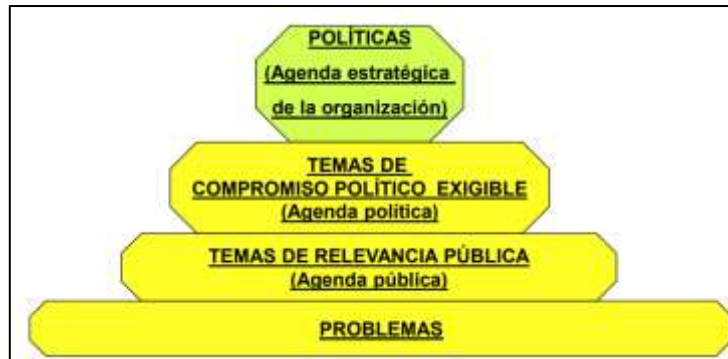 POLÍTICAS
(Agenda estratégica
de la organización)
TEMAS DE
COMPROMISO POLÍTICO EXIGIBLE
(Agenda política)
TEMAS DE RELEVANCIA PÚBLICA
(Agenda pública)
PROBLEMAS